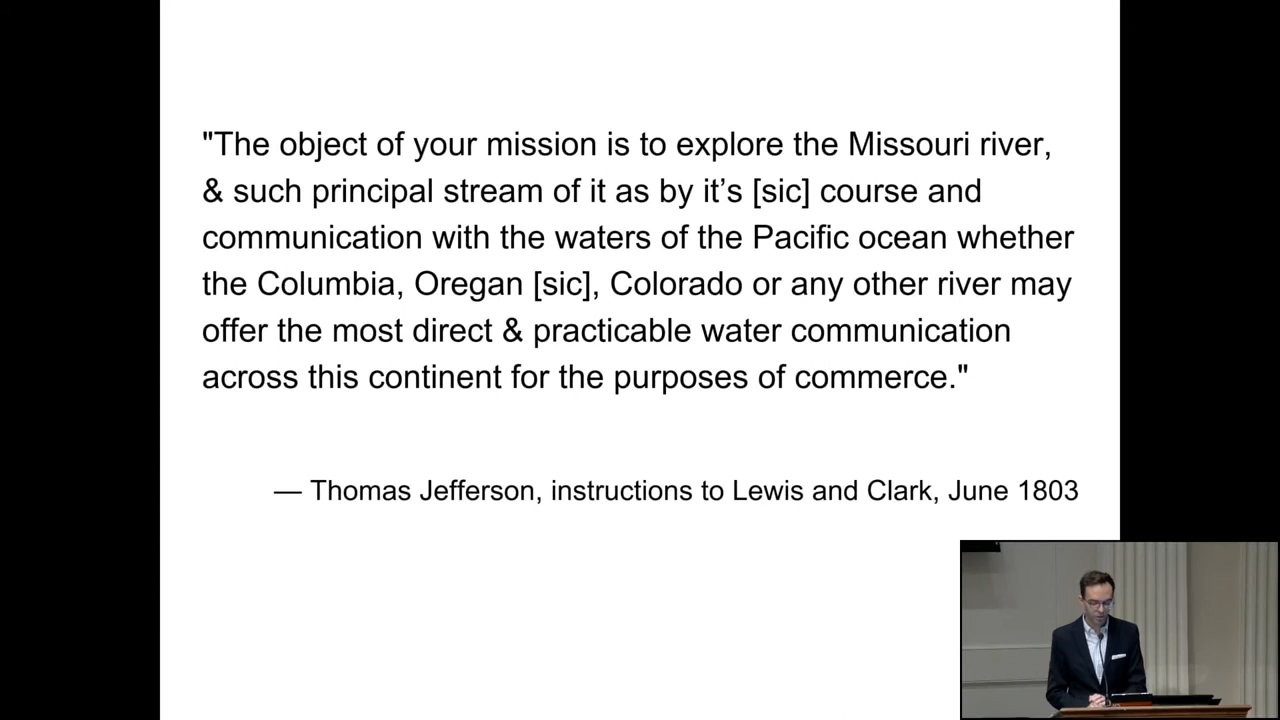 "The object of your mission is to explore the Missouri river,
& such principal stream of it as by it’s [sic] course and
communication with the waters of the Pacific ocean whether
the Columbia, Oregan [sic], Colorado or any other river may
offer the most direct & practicable water communication
across this continent for the purposes of commerce."
— Thomas Jefferson, instructions to Lewis and Clark, June 1803